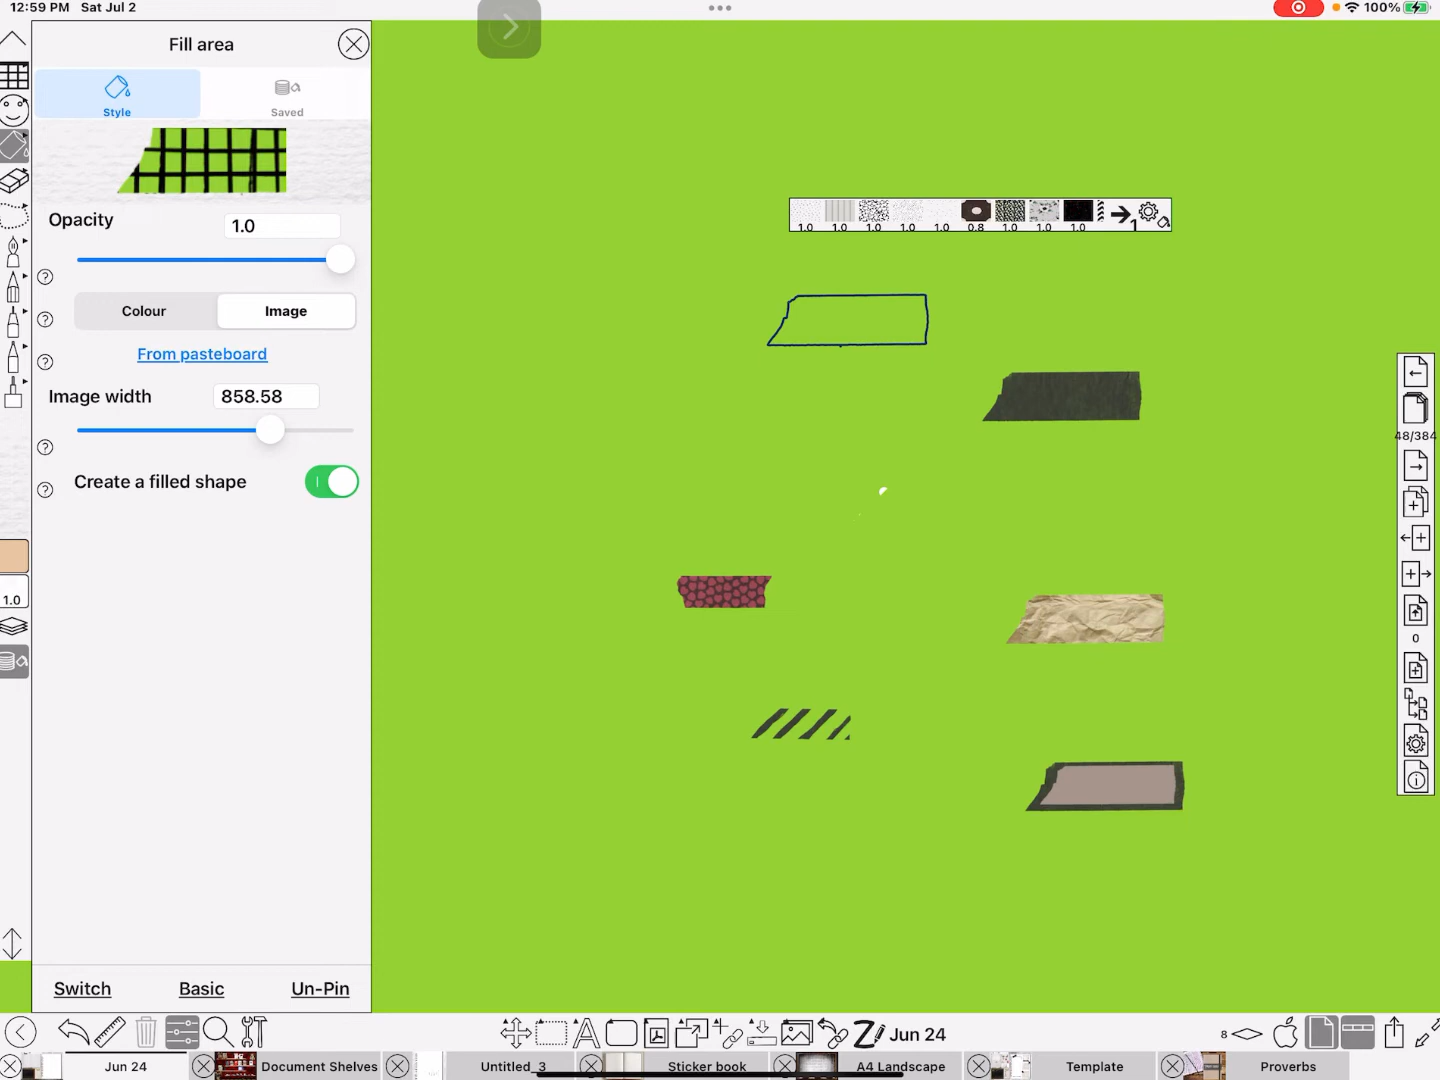 12:59 PM Sat Jul 2
100%
Fill area
Style
Saved
Opacity
1.0
Colour
Image
From pasteboard
Image width
858.58
Create a filled shape
1.0
Switch
Basic
Un-Pin
1.0 1.0 1.0 1.0 1.0 0.8 1.0 1.0 1.0 1
48/384
0
Jun 24
8
Jun 24
Document Shelves
Untitled_3
Sticker book
A4 Landscape
Template
Proverbs